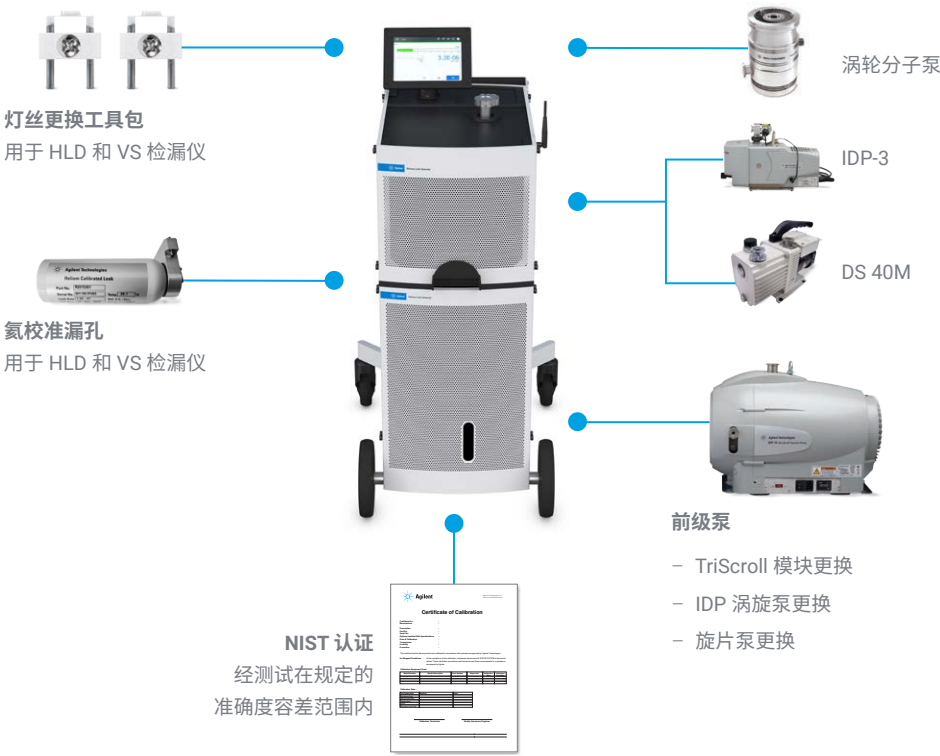 灯丝更换工具包
用于 HLD 和 VS 检漏仪
Agilent Technologies
Helium Calibrated Leak
氦校准漏孔
用于 HLD 和 VS 检漏仪
涡轮分子泵
IDP-3
DS 40M
前级泵
– TriScroll 模块更换
– IDP 涡旋泵更换
– 旋片泵更换
Agilent
Certificate of Calibration
NIST 认证
经测试在规定的
准确度容差范围内